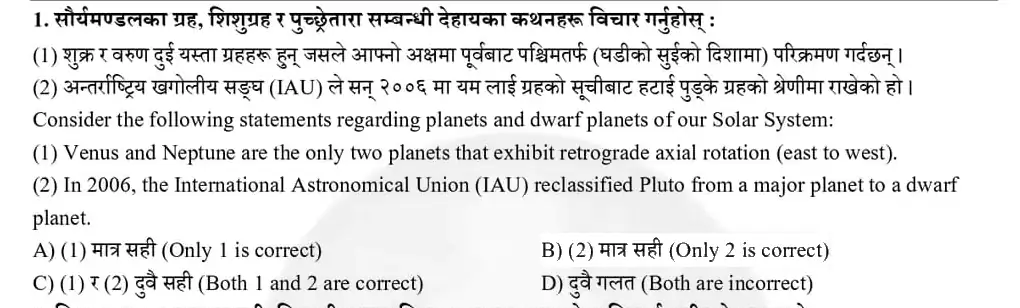 1. सौर्यमण्डलका ग्रह, शिशुग्रह र पुच्छ्रेतारा सम्बन्धी देहायका कथनहरू विचार गर्नुहोस् :
(1) शुक्र र वरुण दुई यस्ता ग्रहहरू हुन् जसले आफ्नो अक्षमा पूर्वबाट पश्चिमतर्फ (घडीको सुईको दिशामा) परिक्रमण गर्दछन् ।
(2) अन्तर्राष्ट्रिय खगोलीय सङ्घ (IAU) ले सन् २००६ मा यम लाई ग्रहको सूचीबाट हटाई पुड्के ग्रहको श्रेणीमा राखेको हो ।
Consider the following statements regarding planets and dwarf planets of our Solar System:
(1) Venus and Neptune are the only two planets that exhibit retrograde axial rotation (east to west).
(2) In 2006, the International Astronomical Union (IAU) reclassified Pluto from a major planet to a dwarf
planet.
A) (1) मात्र सही (Only 1 is correct) B) (2) मात्र सही (Only 2 is correct)
C) (1) र (2) दुवै सही (Both 1 and 2 are correct) D) दुवै गलत (Both are incorrect)